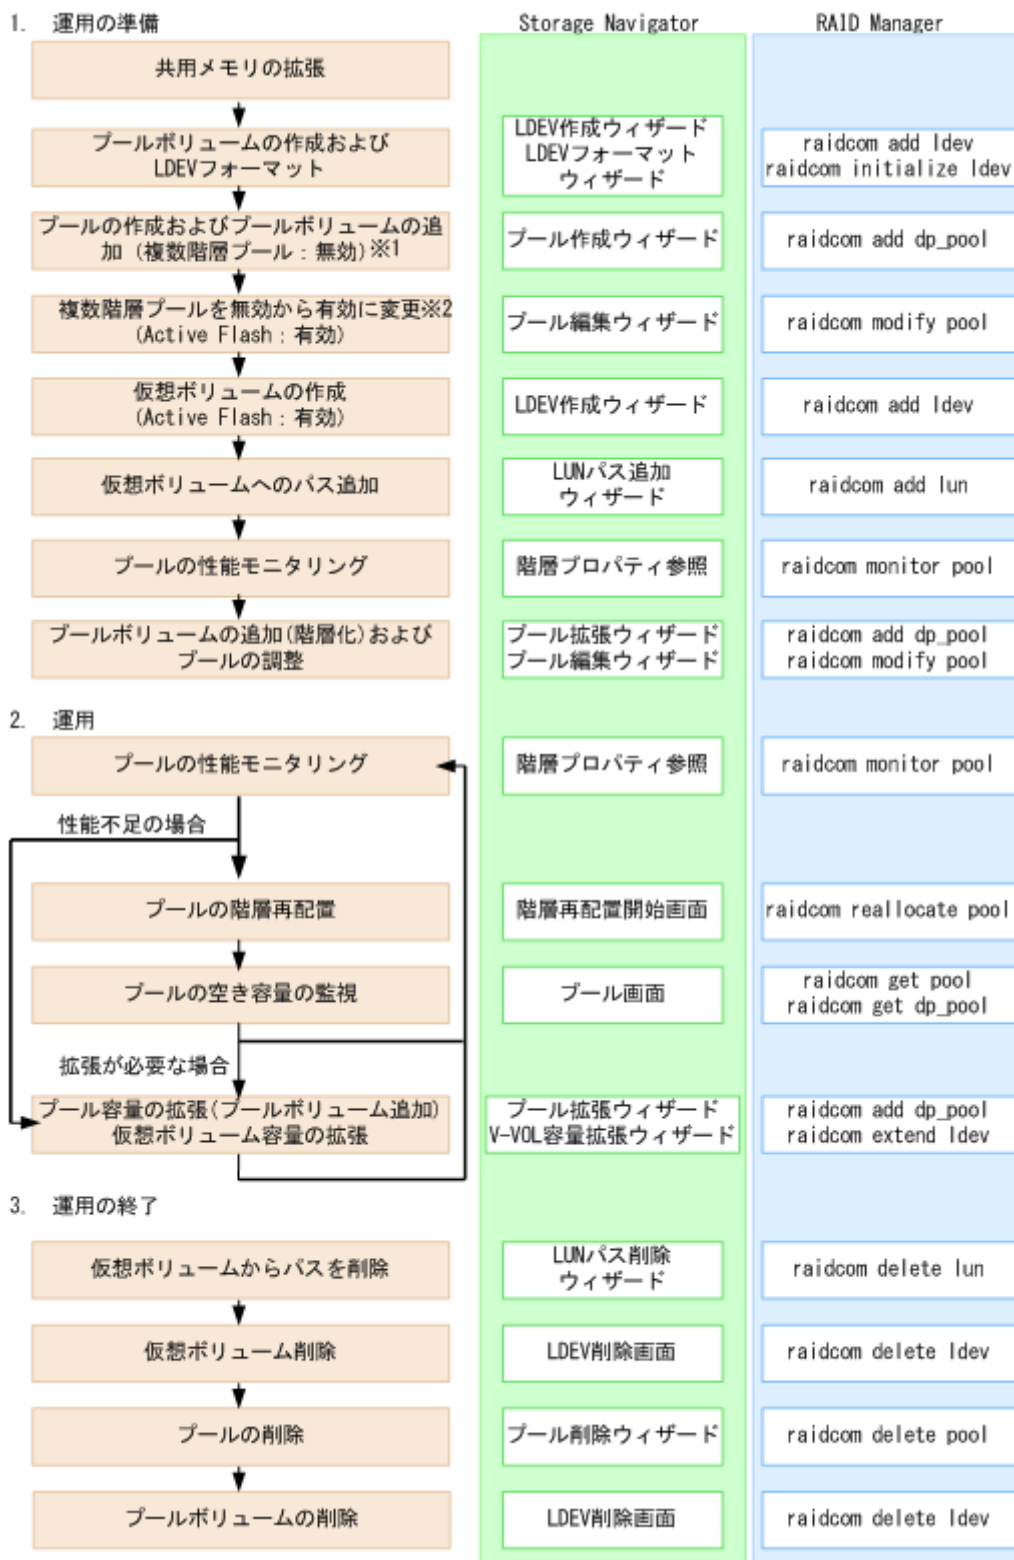 1. 運用の準備 Storage Navigator RAID Manager
共用メモリの拡張
プールボリュームの作成および
LDEVフォーマット
LDEV作成ウィザード
LDEVフォーマット
ウィザード
raidcom add ldev
raidcom initialize ldev
プールの作成およびプールボリュームの追
加（複数階層プール：無効）※1
プール作成ウィザード
raidcom add dp_pool
複数階層プールを無効から有効に変更※2
(Active Flash：有効)
プール編集ウィザード
raidcom modify pool
仮想ボリュームの作成
(Active Flash：有効)
LDEV作成ウィザード
raidcom add ldev
仮想ボリュームへのパス追加
LUNパス追加
ウィザード
raidcom add lun
プールの性能モニタリング
階層プロパティ参照
raidcom monitor pool
プールボリュームの追加(階層化)および
プールの調整
プール拡張ウィザード
プール編集ウィザード
raidcom add dp_pool
raidcom modify pool
2. 運用
プールの性能モニタリング
階層プロパティ参照
raidcom monitor pool
性能不足の場合
プールの階層再配置
階層再配置開始画面
raidcom reallocate pool
プールの空き容量の監視
プール画面
raidcom get pool
raidcom get dp_pool
拡張が必要な場合
プール容量の拡張(プールボリューム追加)
仮想ボリューム容量の拡張
プール拡張ウィザード
V-VOL容量拡張ウィザード
raidcom add dp_pool
raidcom extend ldev
3. 運用の終了
仮想ボリュームからパスを削除
LUNパス削除
ウィザード
raidcom delete lun
仮想ボリューム削除
LDEV削除画面
raidcom delete ldev
プールの削除
プール削除ウィザード
raidcom delete pool
プールボリュームの削除
LDEV削除画面
raidcom delete ldev